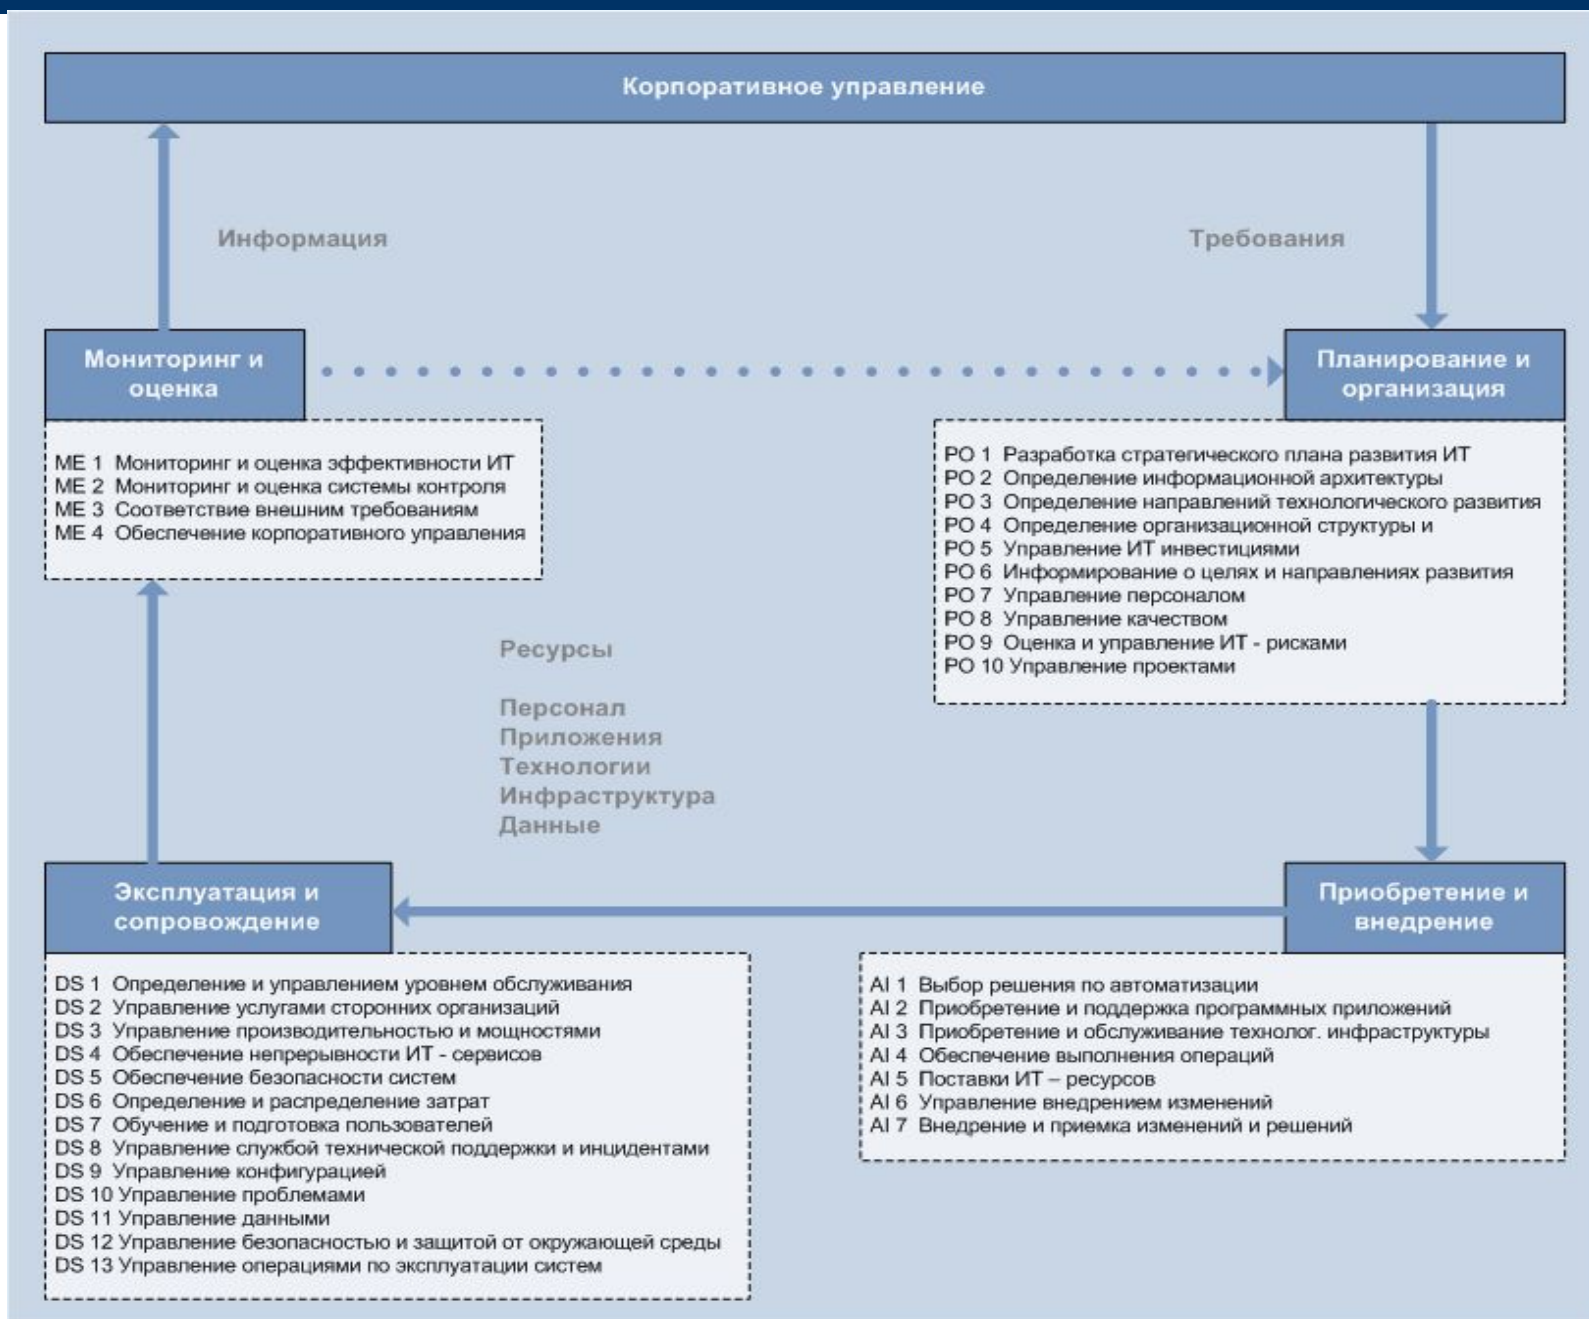 Корпоративное управление
Информация
Требования
Мониторинг и
оценка
Планирование и
организация
ME 1 Мониторинг и оценка эффективности ИТ
ME 2 Мониторинг и оценка системы контроля
ME 3 Соответствие внешним требованиям
ME 4 Обеспечение корпоративного управления
PO 1 Разработка стратегического плана развития ИТ
PO 2 Определение информационной архитектуры
PO 3 Определение направлений технологического развития
PO 4 Определение организационной структуры и
PO 5 Управление ИТ инвестициями
PO 6 Информирование о целях и направлениях развития
PO 7 Управление персоналом
PO 8 Управление качеством
PO 9 Оценка и управление ИТ - рисками
PO 10 Управление проектами
Ресурсы
Персонал
Приложения
Технологии
Инфраструктура
Данные
Эксплуатация и
сопровождение
Приобретение и
внедрение
DS 1 Определение и управлением уровнем обслуживания
DS 2 Управление услугами сторонних организаций
DS 3 Управление производительностью и мощностями
DS 4 Обеспечение непрерывности ИТ - сервисов
DS 5 Обеспечение безопасности систем
DS 6 Определение и распределение затрат
DS 7 Обучение и подготовка пользователей
DS 8 Управление службой технической поддержки и инцидентами
DS 9 Управление конфигурацией
DS 10 Управление проблемами
DS 11 Управление данными
DS 12 Управление безопасностью и защитой от окружающей среды
DS 13 Управление операциями по эксплуатации систем
AI 1 Выбор решения по автоматизации
AI 2 Приобретение и поддержка программных приложений
AI 3 Приобретение и обслуживание технолог. инфраструктуры
AI 4 Обеспечение выполнения операций
AI 5 Поставки ИТ – ресурсов
AI 6 Управление внедрением изменений
AI 7 Внедрение и приемка изменений и решений